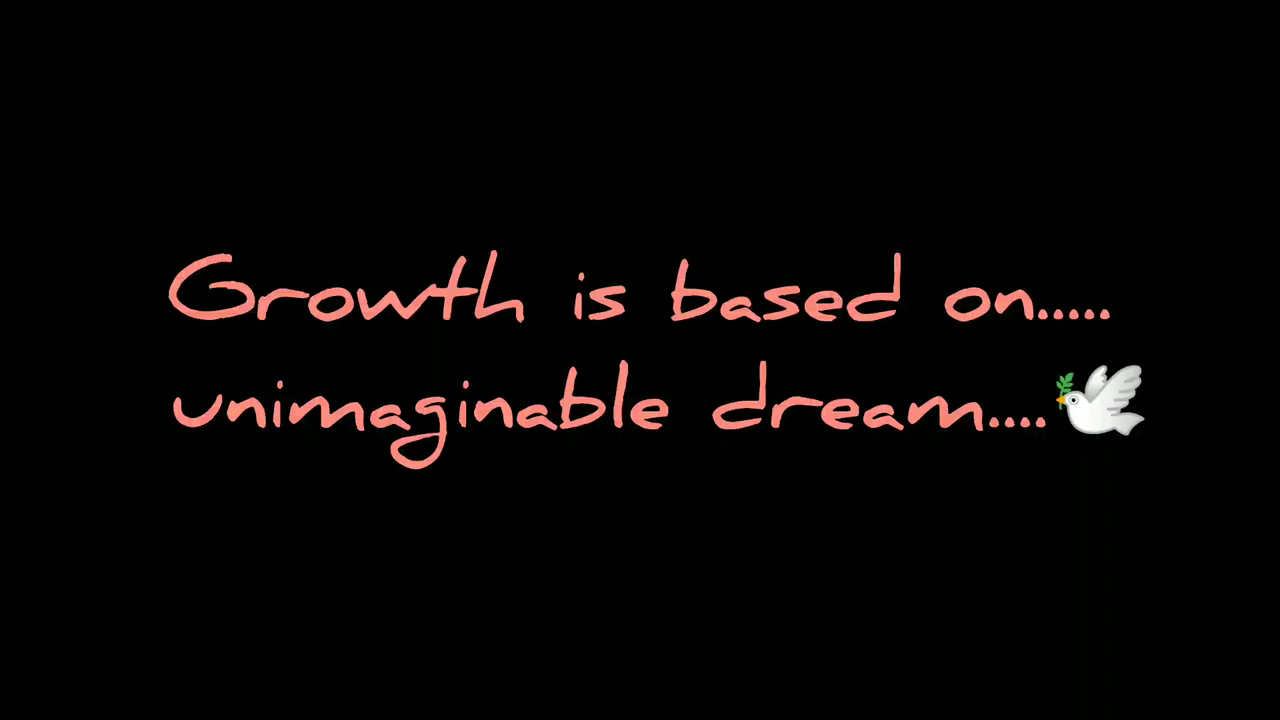 Growth is based on.....
unimaginable dream....🕊️